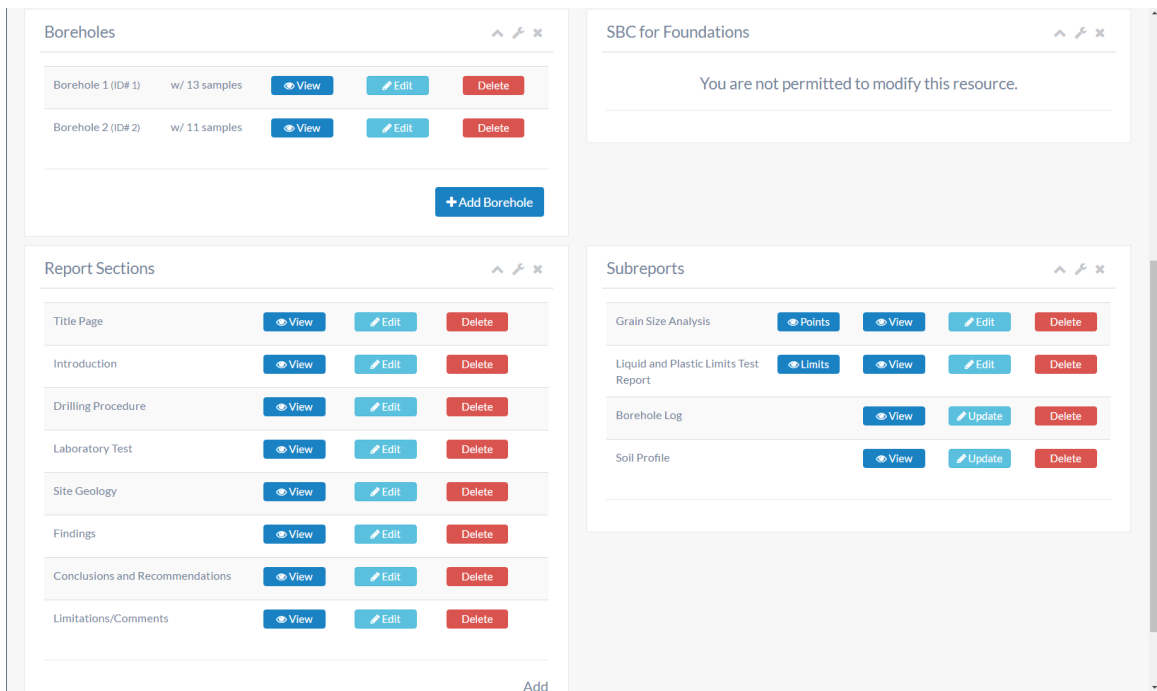 Boreholes
Borehole 1 (ID# 1) w/ 13 samples View Edit Delete
Borehole 2 (ID# 2) w/ 11 samples View Edit Delete
+Add Borehole
SBC for Foundations
You are not permitted to modify this resource.
Report Sections
Title Page View Edit Delete
Introduction View Edit Delete
Drilling Procedure View Edit Delete
Laboratory Test View Edit Delete
Site Geology View Edit Delete
Findings View Edit Delete
Conclusions and Recommendations View Edit Delete
Limitations/Comments View Edit Delete
Add
Subreports
Grain Size Analysis Points View Edit Delete
Liquid and Plastic Limits Test Limits View Edit Delete
Report
Borehole Log View Update Delete
Soil Profile View Update Delete